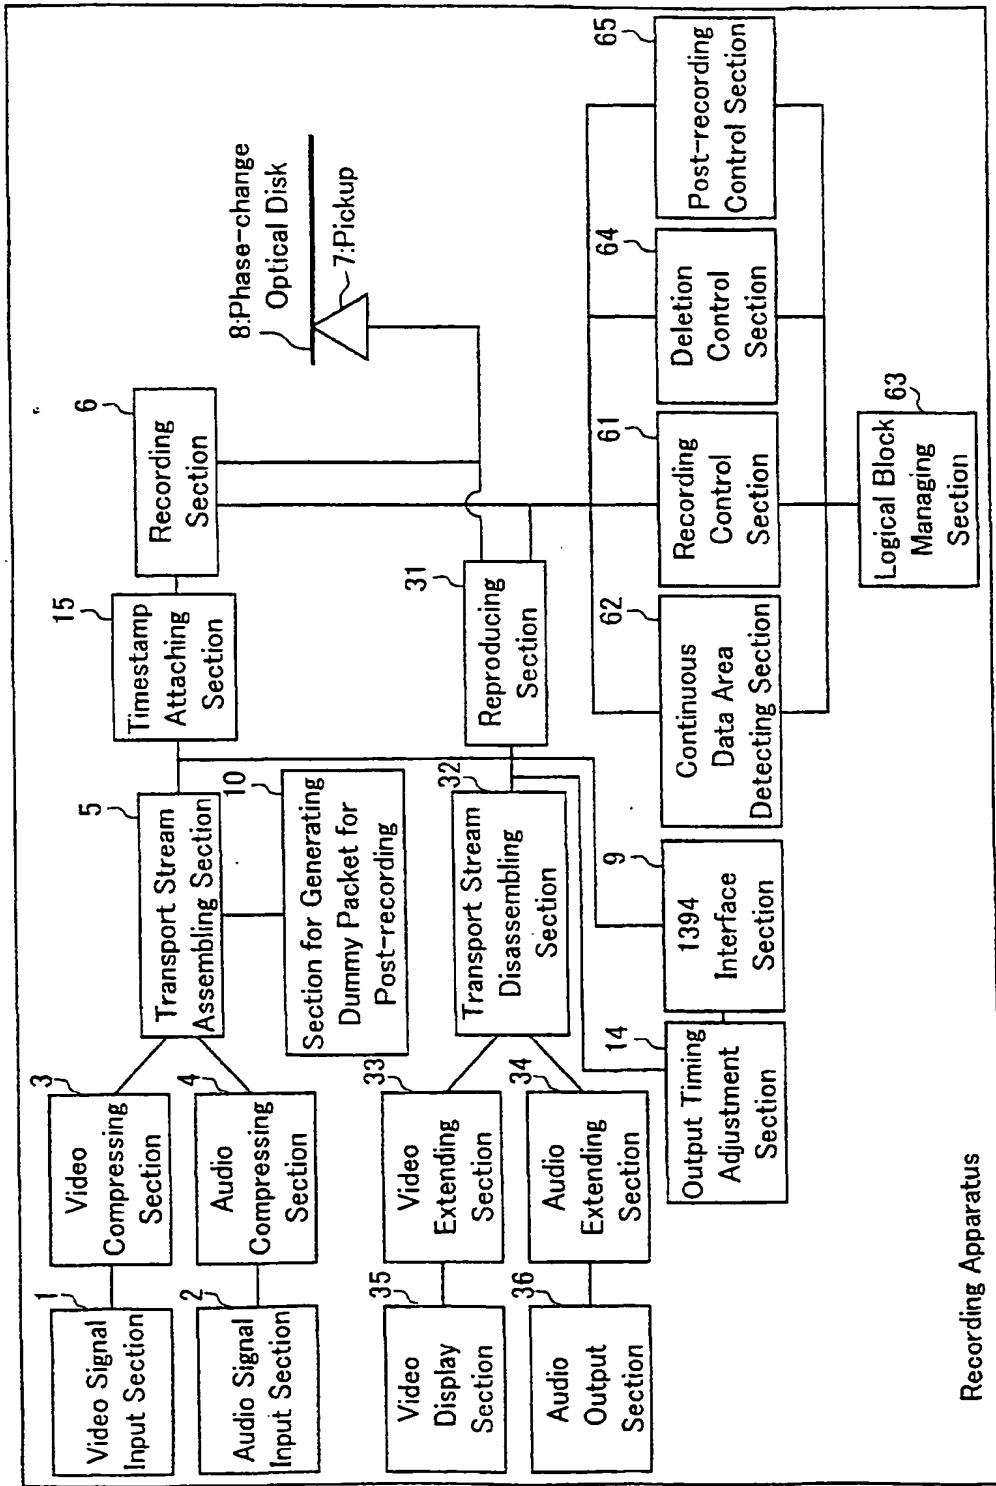 1
Video Signal
Input Section
3
Video
Compressing
Section
5
Transport Stream
Assembling Section
15
Timestamp
Attaching
Section
6
Recording
Section
2
Audio Signal
Input Section
4
Audio
Compressing
Section
10
Section for Generating
Dummy Packet for
Post-recording
8:Phase-change
Optical Disk
7:Pickup
35
Video
Display
Section
33
Video
Extending
Section
32
Transport Stream
Disassembling
Section
31
Reproducing
Section
36
Audio
Output
Section
34
Audio
Extending
Section
14
Output Timing
Adjustment
Section
9
1394
Interface
Section
62
Continuous
Data Area
Detecting Section
61
Recording
Control
Section
64
Deletion
Control
Section
65
Post-recording
Control Section
63
Logical Block
Managing
Section
Recording Apparatus